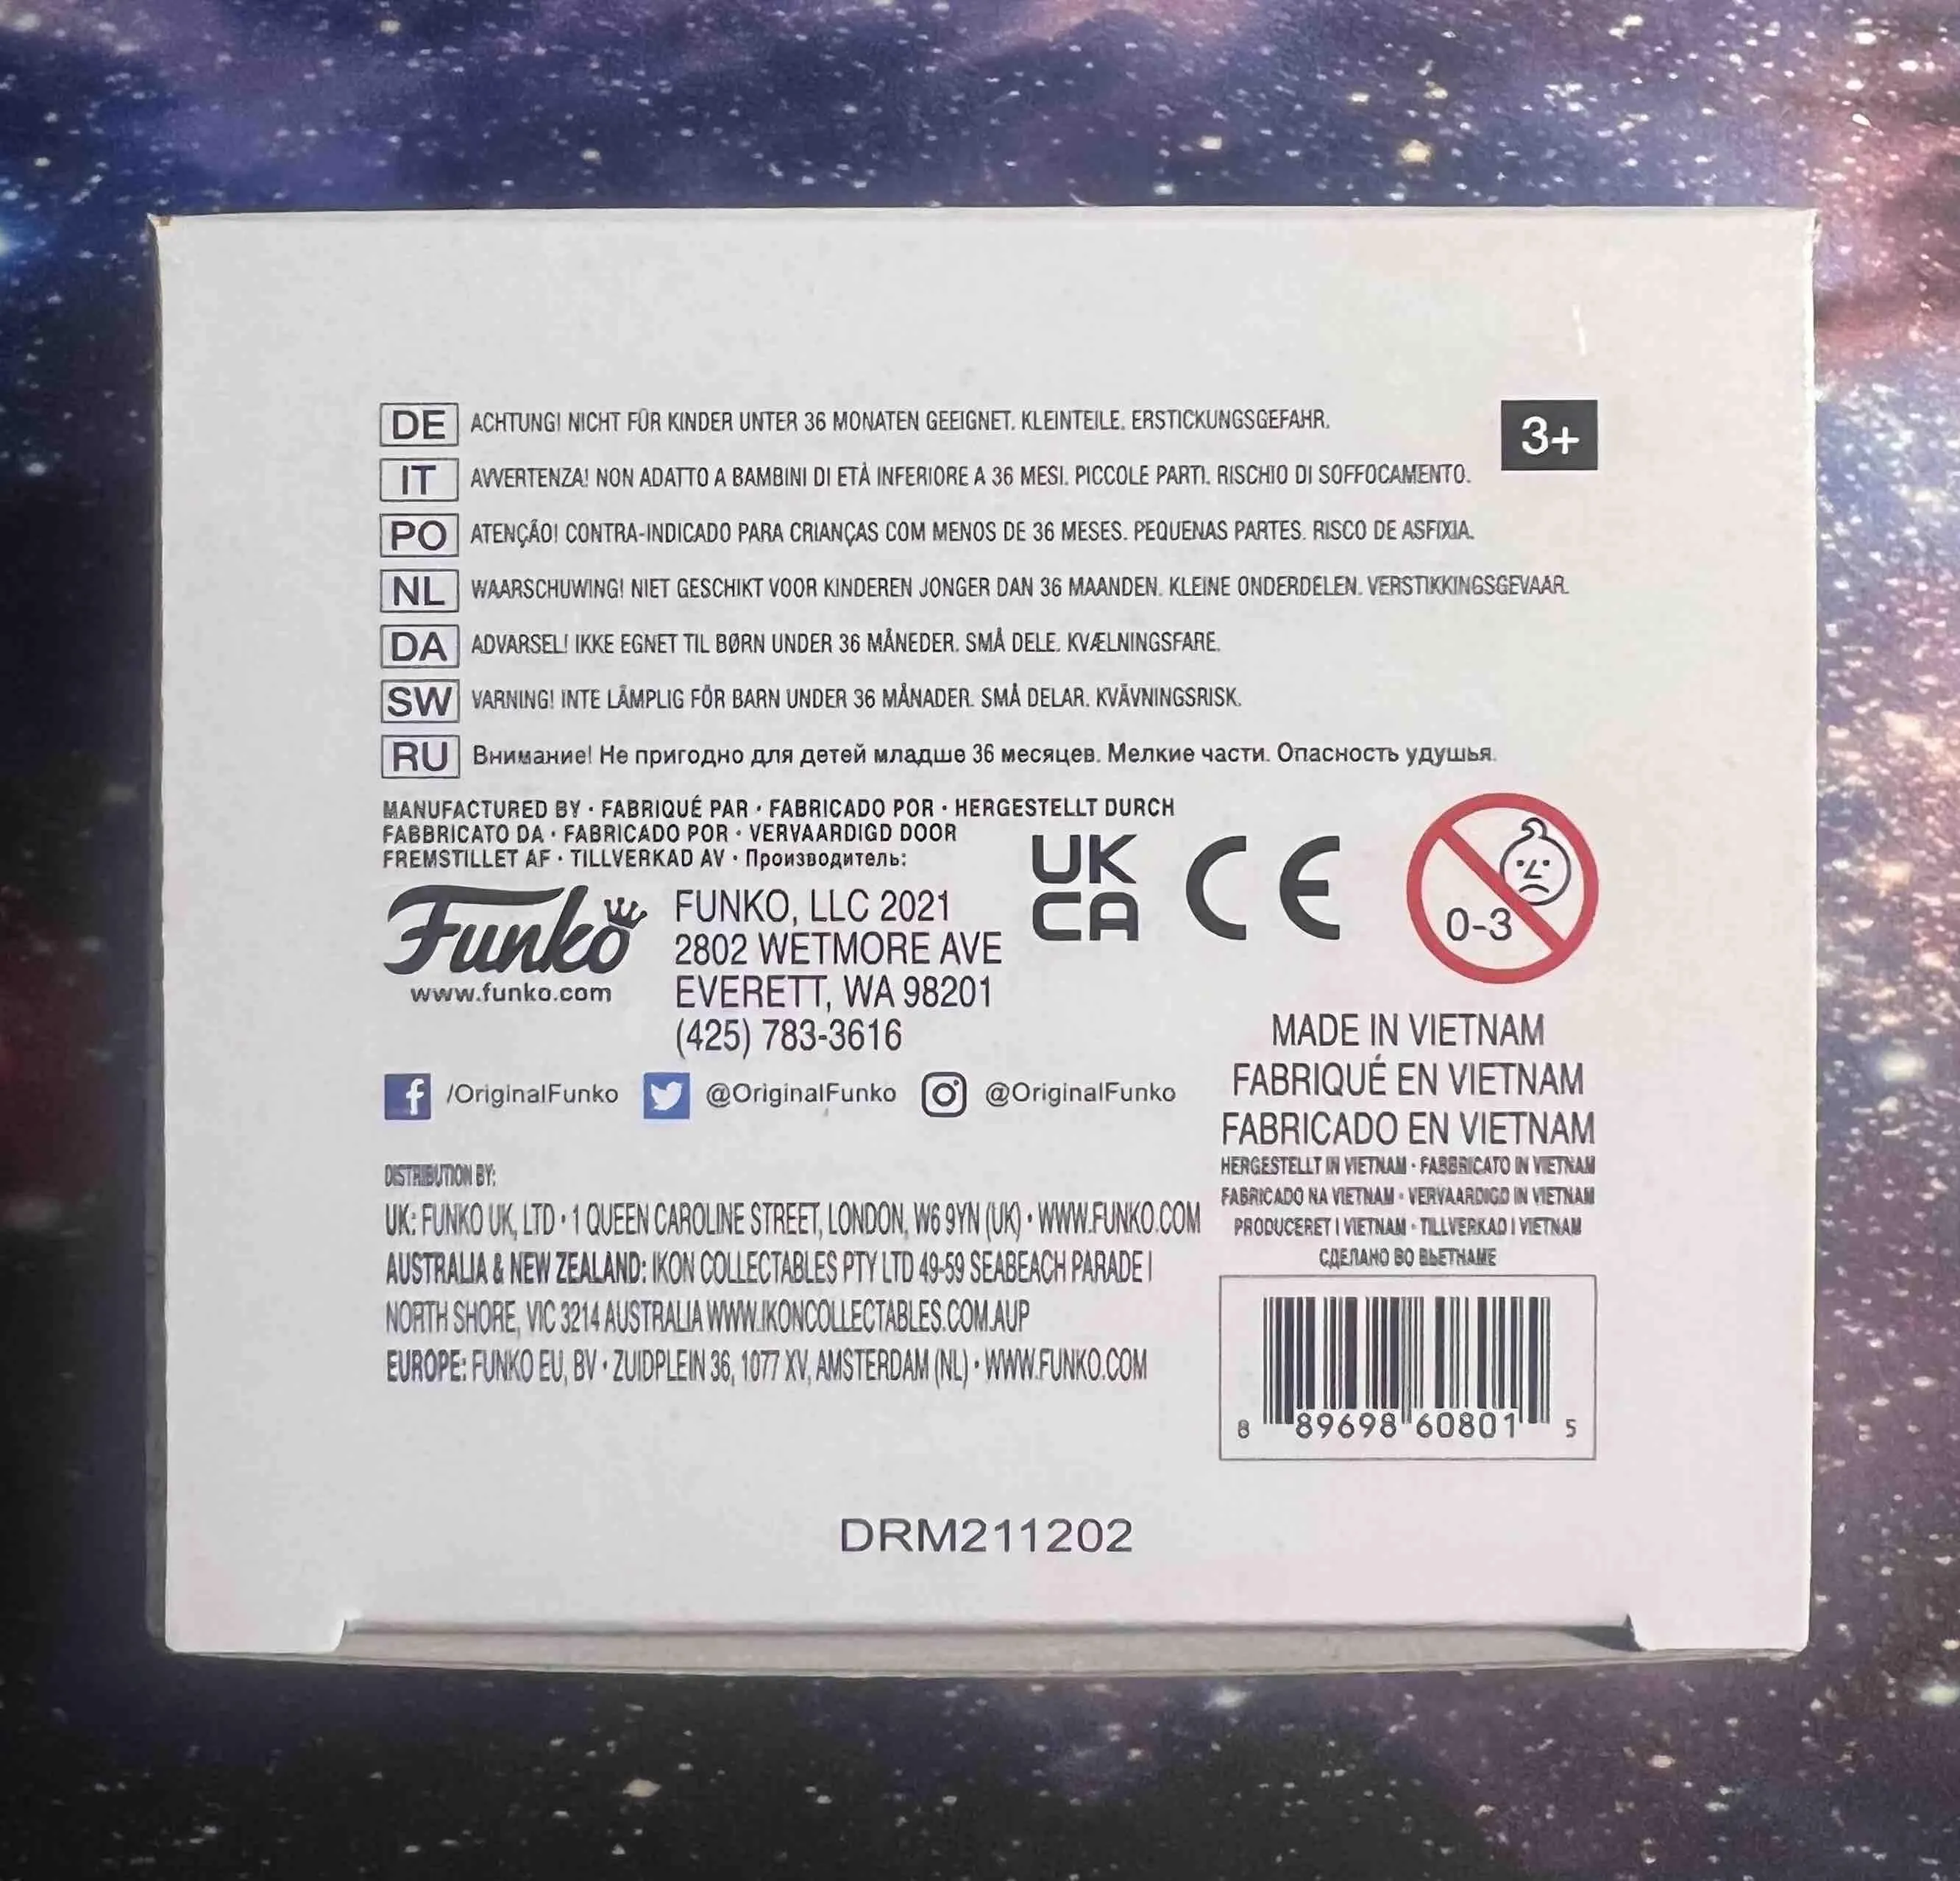 DE ACHTUNG! NICHT FÜR KINDER UNTER 36 MONATEN GEEIGNET. KLEINTEILE. ERSTICKUNGSGEFAHR.
3+
IT AVVERTENZA! NON ADATTO A BAMBINI DI ETÀ INFERIORE A 36 MESI. PICCOLE PARTI. RISCHIO DI SOFFOCAMENTO.
PO ATENÇÃO! CONTRA-INDICADO PARA CRIANÇAS COM MENOS DE 36 MESES. PEQUENAS PARTES. RISCO DE ASFIXIA.
NL WAARSCHUWING! NIET GESCHIKT VOOR KINDEREN JONGER DAN 36 MAANDEN. KLEINE ONDERDELEN. VERSTIKKINGSGEVAAR.
DA ADVARSEL! IKKE EGNET TIL BØRN UNDER 36 MÅNEDER. SMÅ DELE. KVÆLNINGSFARE.
SW VARNING! INTE LÄMPLIG FÖR BARN UNDER 36 MÅNADER. SMÅ DELAR. KVÄVNINGSRISK.
RU Внимание! Не пригодно для детей младше 36 месяцев. Мелкие части. Опасность удушья.
MANUFACTURED BY · FABRIQUÉ PAR · FABRICADO POR · HERGESTELLT DURCH
FABBRICATO DA · FABRICADO POR · VERVAARDIGD DOOR
FREMSTILLET AF · TILLVERKAD AV · Производитель:
Funko
www.funko.com
FUNKO, LLC 2021
2802 WETMORE AVE
EVERETT, WA 98201
(425) 783-3616
UK
CA
CE
0-3
/OriginalFunko @OriginalFunko @OriginalFunko
DISTRIBUTION BY:
UK: FUNKO UK, LTD · 1 QUEEN CAROLINE STREET, LONDON, W6 9YN (UK) · WWW.FUNKO.COM
AUSTRALIA & NEW ZEALAND: IKON COLLECTABLES PTY LTD 49-59 SEABEACH PARADE |
NORTH SHORE, VIC 3214 AUSTRALIA WWW.IKONCOLLECTABLES.COM.AUP
EUROPE: FUNKO EU, BV · ZUIDPLEIN 36, 1077 XV, AMSTERDAM (NL) · WWW.FUNKO.COM
MADE IN VIETNAM
FABRIQUÉ EN VIETNAM
FABRICADO EN VIETNAM
HERGESTELLT IN VIETNAM · FABBRICATO IN VIETNAM
FABRICADO NA VIETNAM · VERVAARDIGD IN VIETNAM
PRODUCERET I VIETNAM · TILLVERKAD I VIETNAM
СДЕЛАНО ВО ВЬЕТНАМЕ
8 89698 60801 5
DRM211202